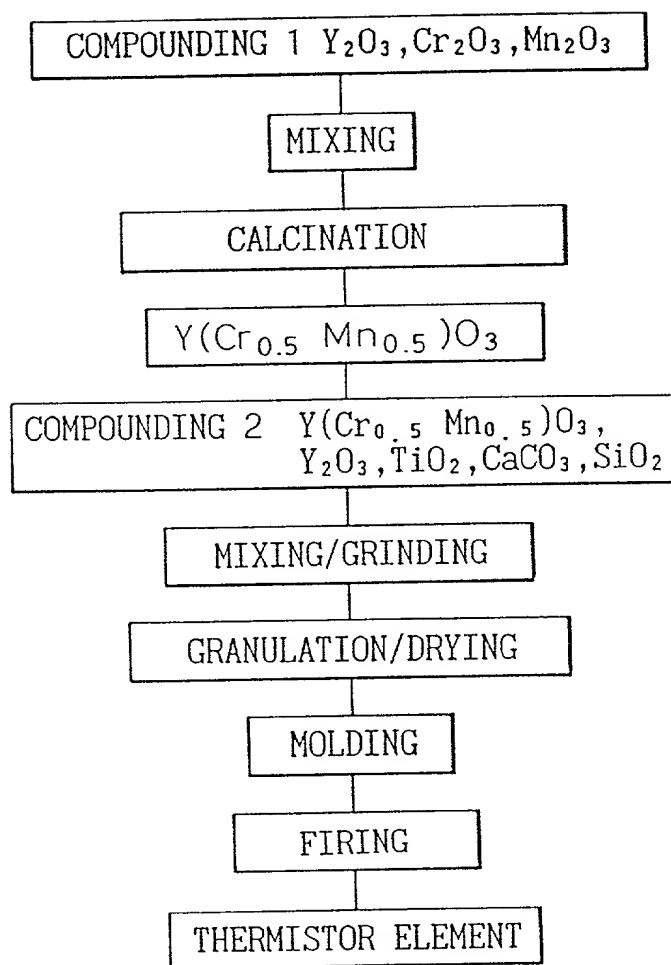 COMPOUNDING 1 Y₂O₃,Cr₂O₃,Mn₂O₃
MIXING
CALCINATION
Y(Cr₀.₅ Mn₀.₅)O₃
COMPOUNDING 2 Y(Cr₀.₅ Mn₀.₅)O₃,
Y₂O₃,TiO₂,CaCO₃,SiO₂
MIXING/GRINDING
GRANULATION/DRYING
MOLDING
FIRING
THERMISTOR ELEMENT